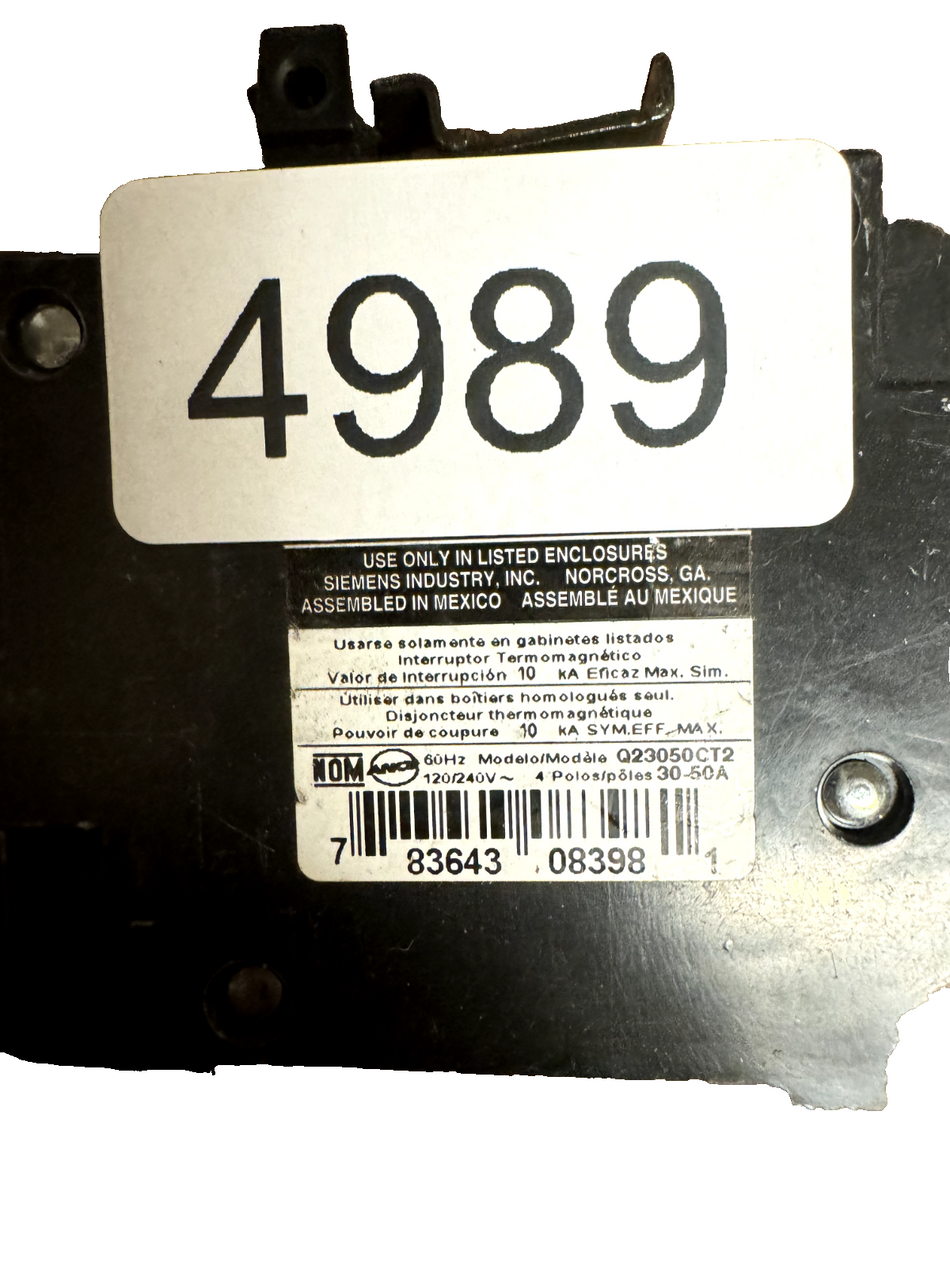 4989
USE ONLY IN LISTED ENCLOSURES
SIEMENS INDUSTRY, INC. NORCROSS, GA.
ASSEMBLED IN MEXICO ASSEMBLÉ AU MEXIQUE
Usarse solamente en gabinetes listados
Interruptor Termomagnético
Valor de Interrupción 10 kA Eficaz Max. Sim.
Utiliser dans boîtiers homologués seul.
Disjoncteur thermomagnétique
Pouvoir de coupure 10 kA SYM.EFF. MAX.
NOM ANCE 60Hz Modelo/Modèle Q23050CT2
120/240V~ 4 Polos/pôles 30-50A
7 83643 08398 1